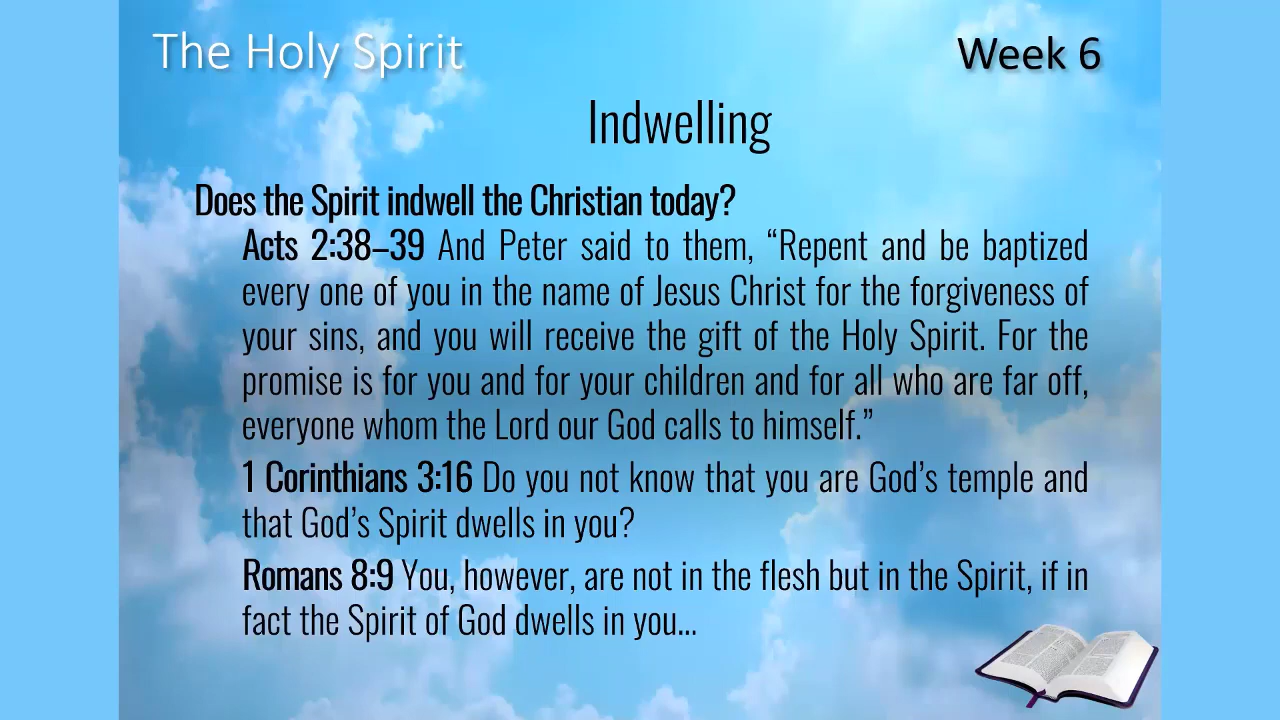 The Holy Spirit
Week 6
Indwelling
Does the Spirit indwell the Christian today?
Acts 2:38–39 And Peter said to them, “Repent and be baptized
every one of you in the name of Jesus Christ for the forgiveness of
your sins, and you will receive the gift of the Holy Spirit. For the
promise is for you and for your children and for all who are far off,
everyone whom the Lord our God calls to himself.”
1 Corinthians 3:16 Do you not know that you are God’s temple and
that God’s Spirit dwells in you?
Romans 8:9 You, however, are not in the flesh but in the Spirit, if in
fact the Spirit of God dwells in you...